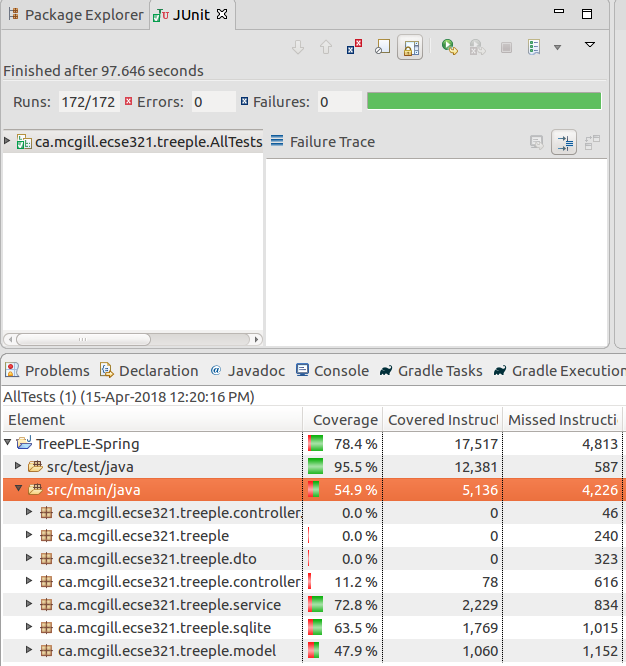 Package Explorer JUnit
Finished after 97.646 seconds
Runs: 172/172 Errors: 0 Failures: 0
ca.mcgill.ecse321.treeple.AllTests
Failure Trace
Problems Declaration Javadoc Console Gradle Tasks Gradle Execution
AllTests (1) (15-Apr-2018 12:20:16 PM)
Element Coverage Covered Instruct Missed Instructi
TreePLE-Spring 78.4 % 17,517 4,813
src/test/java 95.5 % 12,381 587
src/main/java 54.9 % 5,136 4,226
ca.mcgill.ecse321.treeple.controller. 0.0 % 0 46
ca.mcgill.ecse321.treeple 0.0 % 0 240
ca.mcgill.ecse321.treeple.dto 0.0 % 0 323
ca.mcgill.ecse321.treeple.controller 11.2 % 78 616
ca.mcgill.ecse321.treeple.service 72.8 % 2,229 834
ca.mcgill.ecse321.treeple.sqlite 63.5 % 1,769 1,015
ca.mcgill.ecse321.treeple.model 47.9 % 1,060 1,152